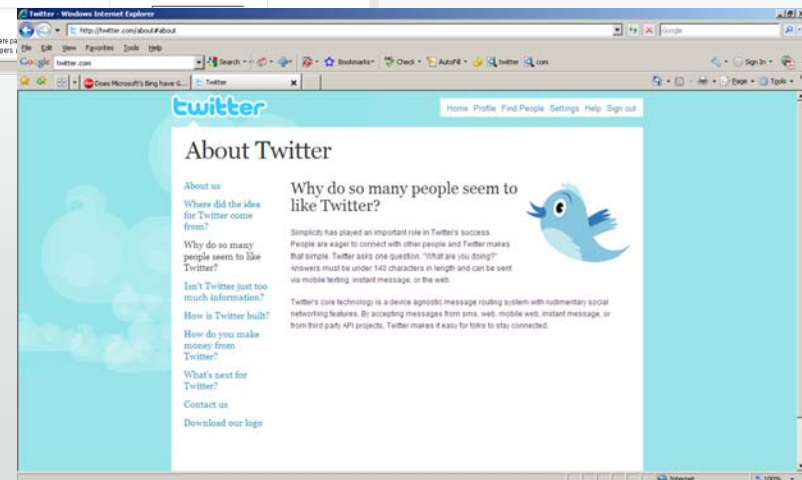 Twitter - Windows Internet Explorer
http://twitter.com/about#about
Google
File Edit View Favorites Tools Help
Google twitter.com Search Bookmarks Check AutoFill twitter com Sign In
Does Microsoft's Bing have G... Twitter Page Tools
twitter
Home Profile Find People Settings Help Sign out
About Twitter
About us
Where did the idea
for Twitter come
from?
Why do so many
people seem to like
Twitter?
Isn't Twitter just too
much information?
How is Twitter built?
How do you make
money from
Twitter?
What's next for
Twitter?
Contact us
Download our logo
Why do so many people seem to
like Twitter?
Simplicity has played an important role in Twitter's success.
People are eager to connect with other people and Twitter makes
that simple. Twitter asks one question, "What are you doing?"
Answers must be under 140 characters in length and can be sent
via mobile texting, instant message, or the web.
Twitter's core technology is a device agnostic message routing system with rudimentary social
networking features. By accepting messages from sms, web, mobile web, instant message, or
from third party API projects, Twitter makes it easy for folks to stay connected.
Internet 100%